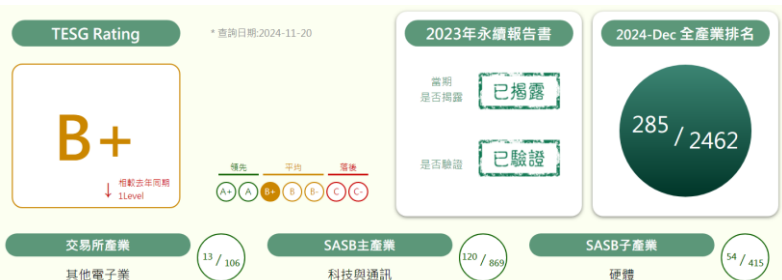 TESG Rating
* 查詢日期:2024-11-20
B+
↓ 相較去年同期
1Level
領先 平均 落後
A+ A B+ B B- C C-
2023年永續報告書
當期
是否揭露
已揭露
是否驗證
已驗證
2024-Dec 全產業排名
285 / 2462
交易所產業
其他電子業
13 / 106
SASB主產業
科技與通訊
120 / 869
SASB子產業
硬體
54 / 415